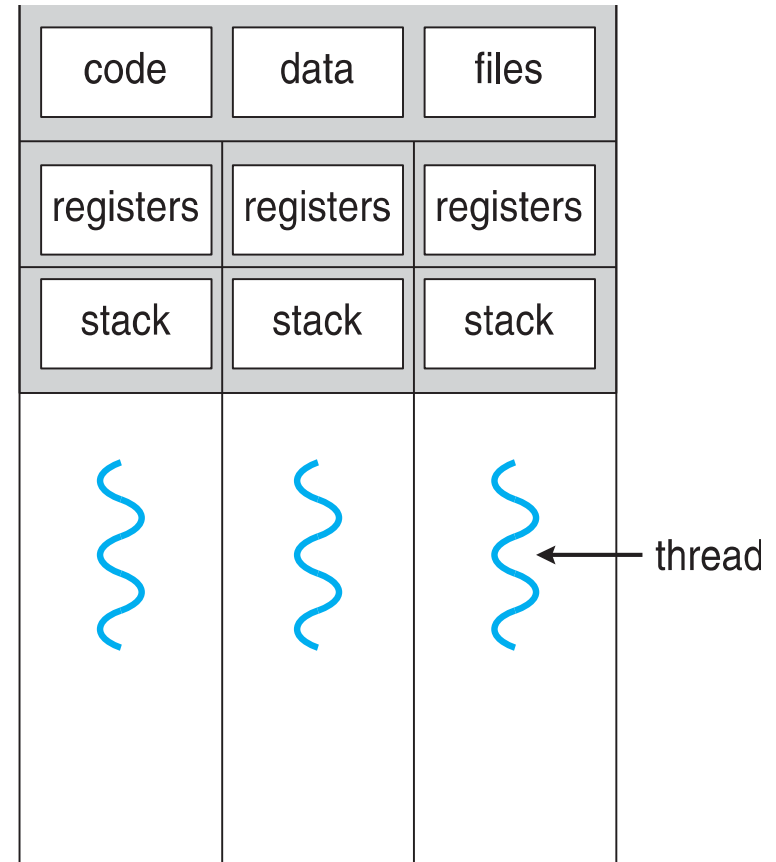 code data files
registers registers registers
stack stack stack
thread